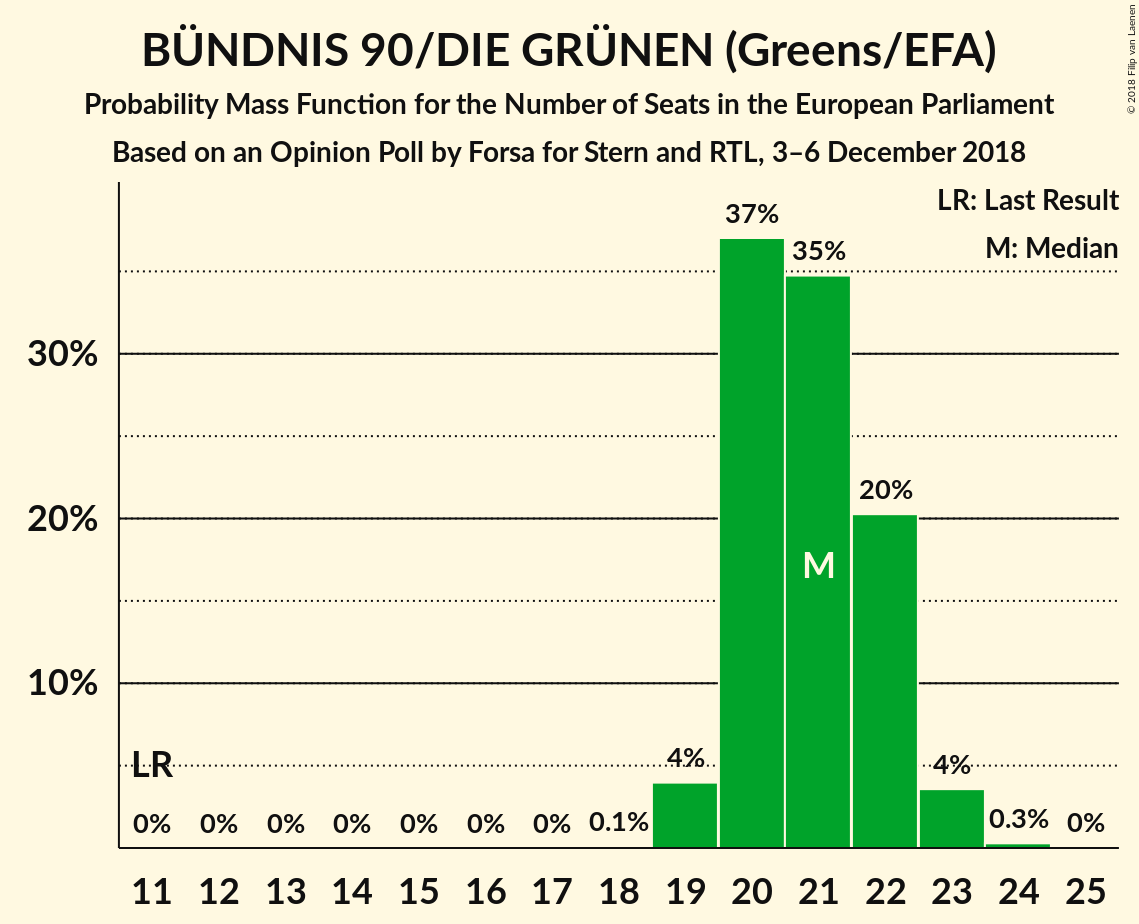 BÜNDNIS 90/DIE GRÜNEN (Greens/EFA)
Probability Mass Function for the Number of Seats in the European Parliament
Based on an Opinion Poll by Forsa for Stern and RTL, 3–6 December 2018
© 2018 Filip van Laenen
LR: Last Result
M: Median
37%
35%
30%
20%
20%
M
10%
LR
4%
4%
0% 0% 0% 0% 0% 0% 0% 0.1% 0.3% 0%
11 12 13 14 15 16 17 18 19 20 21 22 23 24 25